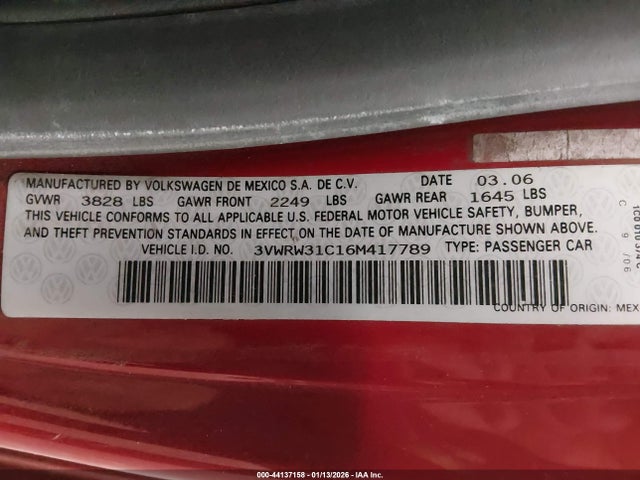 MANUFACTURED BY VOLKSWAGEN DE MEXICO S.A. DE C.V. DATE 03.06
GVWR 3828 LBS GAWR FRONT 2249 LBS GAWR REAR 1645 LBS
THIS VEHICLE CONFORMS TO ALL APPLICABLE U.S. FEDERAL MOTOR VEHICLE SAFETY, BUMPER,
AND THEFT PREVENTION STANDARDS IN EFFECT ON THE DATE OF MANUFACTURE SHOWN ABOVE.
VEHICLE I.D. NO. 3VWRW31C16M417789 TYPE: PASSENGER CAR
COUNTRY OF ORIGIN: MEX
000-44137158 - 01/13/2026 - IAA Inc.